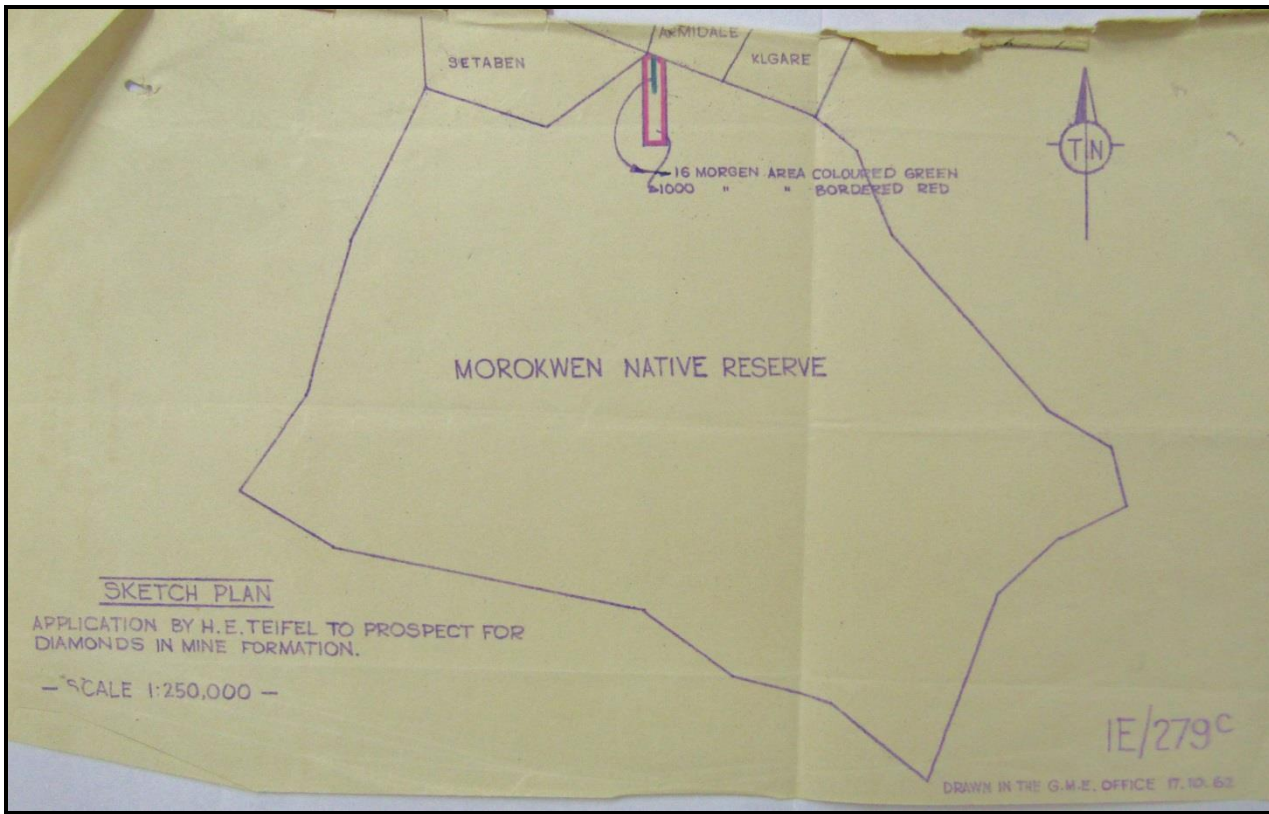 ARMIDALE
SETABEN
KLGARE
TN
16 MORGEN AREA COLOURED GREEN
1000 " " BORDERED RED
MOROKWEN NATIVE RESERVE
SKETCH PLAN
APPLICATION BY H.E. TEIFEL TO PROSPECT FOR
DIAMONDS IN MINE FORMATION.
— SCALE 1:250,000 —
IE/279c
DRAWN IN THE G.M.E. OFFICE 17.10.62